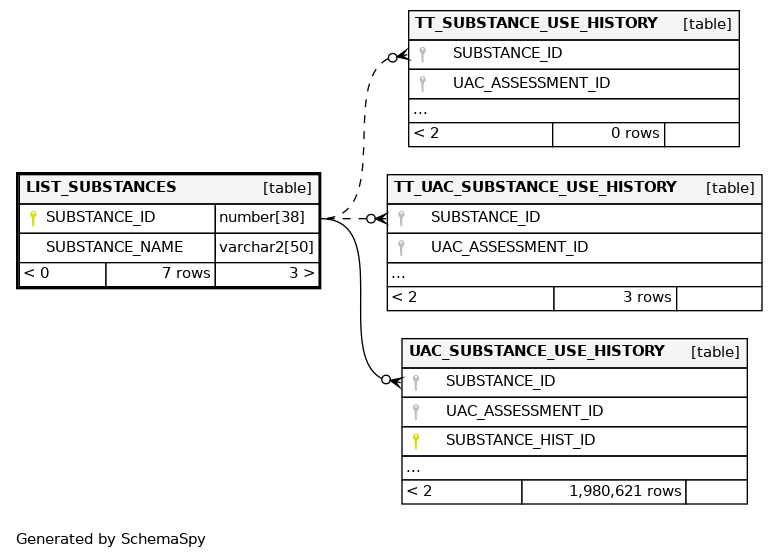 TT_SUBSTANCE_USE_HISTORY [table]
SUBSTANCE_ID
UAC_ASSESSMENT_ID
...
< 2 0 rows
LIST_SUBSTANCES [table]
SUBSTANCE_ID number[38]
SUBSTANCE_NAME varchar2[50]
< 0 7 rows 3 >
TT_UAC_SUBSTANCE_USE_HISTORY [table]
SUBSTANCE_ID
UAC_ASSESSMENT_ID
...
< 2 3 rows
UAC_SUBSTANCE_USE_HISTORY [table]
SUBSTANCE_ID
UAC_ASSESSMENT_ID
SUBSTANCE_HIST_ID
...
< 2 1,980,621 rows
Generated by SchemaSpy